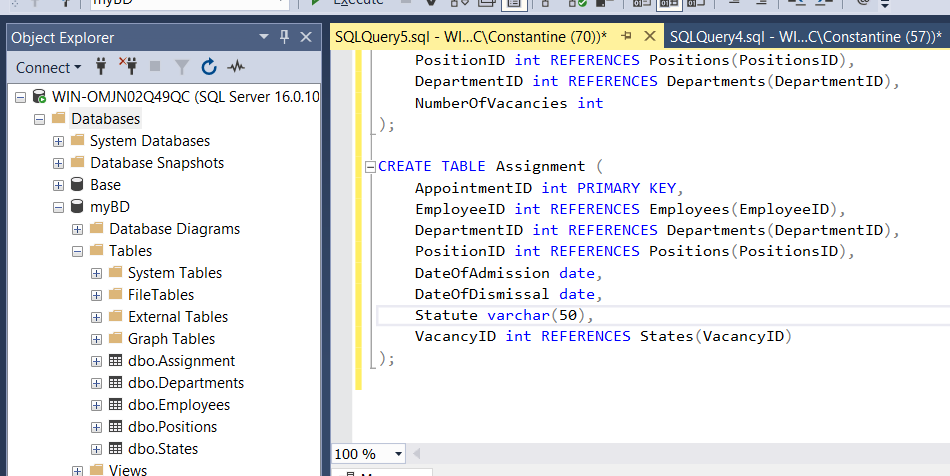 myBD
Execute
Object Explorer
Connect
WIN-OMJN02Q49QC (SQL Server 16.0.10
Databases
System Databases
Database Snapshots
Base
myBD
Database Diagrams
Tables
System Tables
FileTables
External Tables
Graph Tables
dbo.Assignment
dbo.Departments
dbo.Employees
dbo.Positions
dbo.States
Views
SQLQuery5.sql - WI...C\Constantine (70))*
SQLQuery4.sql - WI...C\Constantine (57))*
PositionID int REFERENCES Positions(PositionsID),
DepartmentID int REFERENCES Departments(DepartmentID),
NumberOfVacancies int
);
CREATE TABLE Assignment (
AppointmentID int PRIMARY KEY,
EmployeeID int REFERENCES Employees(EmployeeID),
DepartmentID int REFERENCES Departments(DepartmentID),
PositionID int REFERENCES Positions(PositionsID),
DateOfAdmission date,
DateOfDismissal date,
Statute varchar(50),
VacancyID int REFERENCES States(VacancyID)
);
100 %